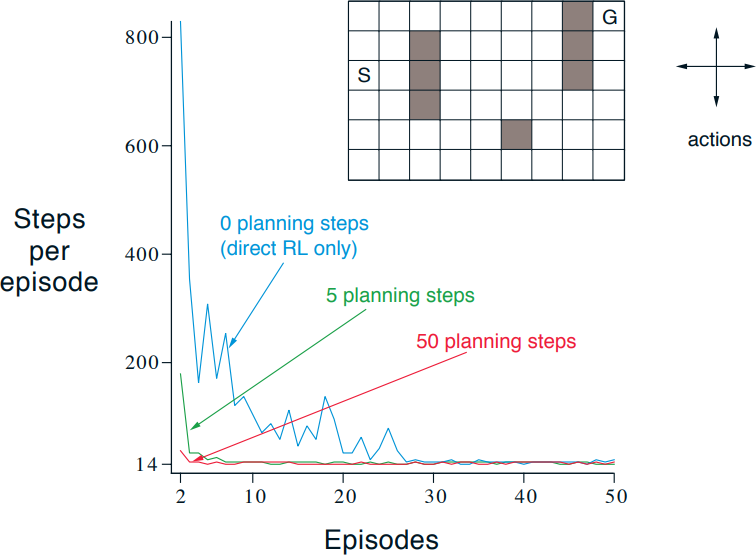 800
600
400
200
14
Steps
per
episode
G
S
actions
0 planning steps
(direct RL only)
5 planning steps
50 planning steps
2
10
20
30
40
50
Episodes